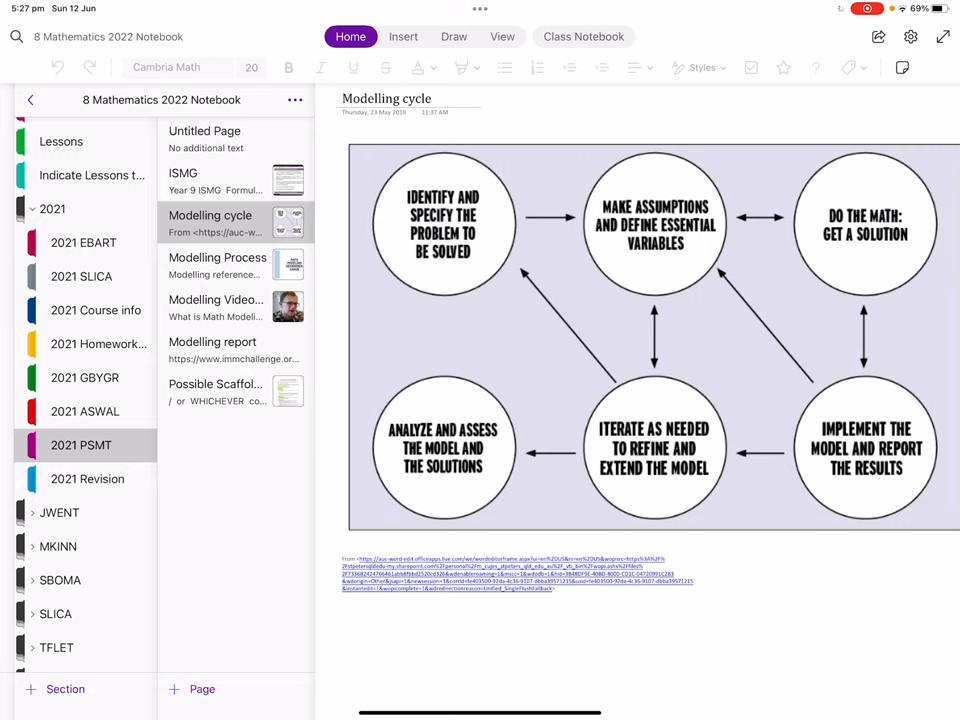 5:27 pm Sun 12 Jun
69%
8 Mathematics 2022 Notebook
Home
Insert
Draw
View
Class Notebook
Cambria Math
20
B
I
U
S
A
Styles
8 Mathematics 2022 Notebook
Lessons
Indicate Lessons t...
2021
2021 EBART
2021 SLICA
2021 Course info
2021 Homework...
2021 GBYGR
2021 ASWAL
2021 PSMT
2021 Revision
JWENT
MKINN
SBOMA
SLICA
TFLET
+ Section
Untitled Page
No additional text
ISMG
Year 9 ISMG Formul...
Modelling cycle
From <https://auc-w...
Modelling Process
Modelling reference...
Modelling Video...
What is Math Modeli...
Modelling report
https://www.immchallenge.or...
Possible Scaffol...
/ or WHICHEVER co...
+ Page
Modelling cycle
Thursday, 23 May 2019 11:37 AM
IDENTIFY AND
SPECIFY THE
PROBLEM TO
BE SOLVED
MAKE ASSUMPTIONS
AND DEFINE ESSENTIAL
VARIABLES
DO THE MATH:
GET A SOLUTION
ANALYZE AND ASSESS
THE MODEL AND
THE SOLUTIONS
ITERATE AS NEEDED
TO REFINE AND
EXTEND THE MODEL
IMPLEMENT THE
MODEL AND REPORT
THE RESULTS